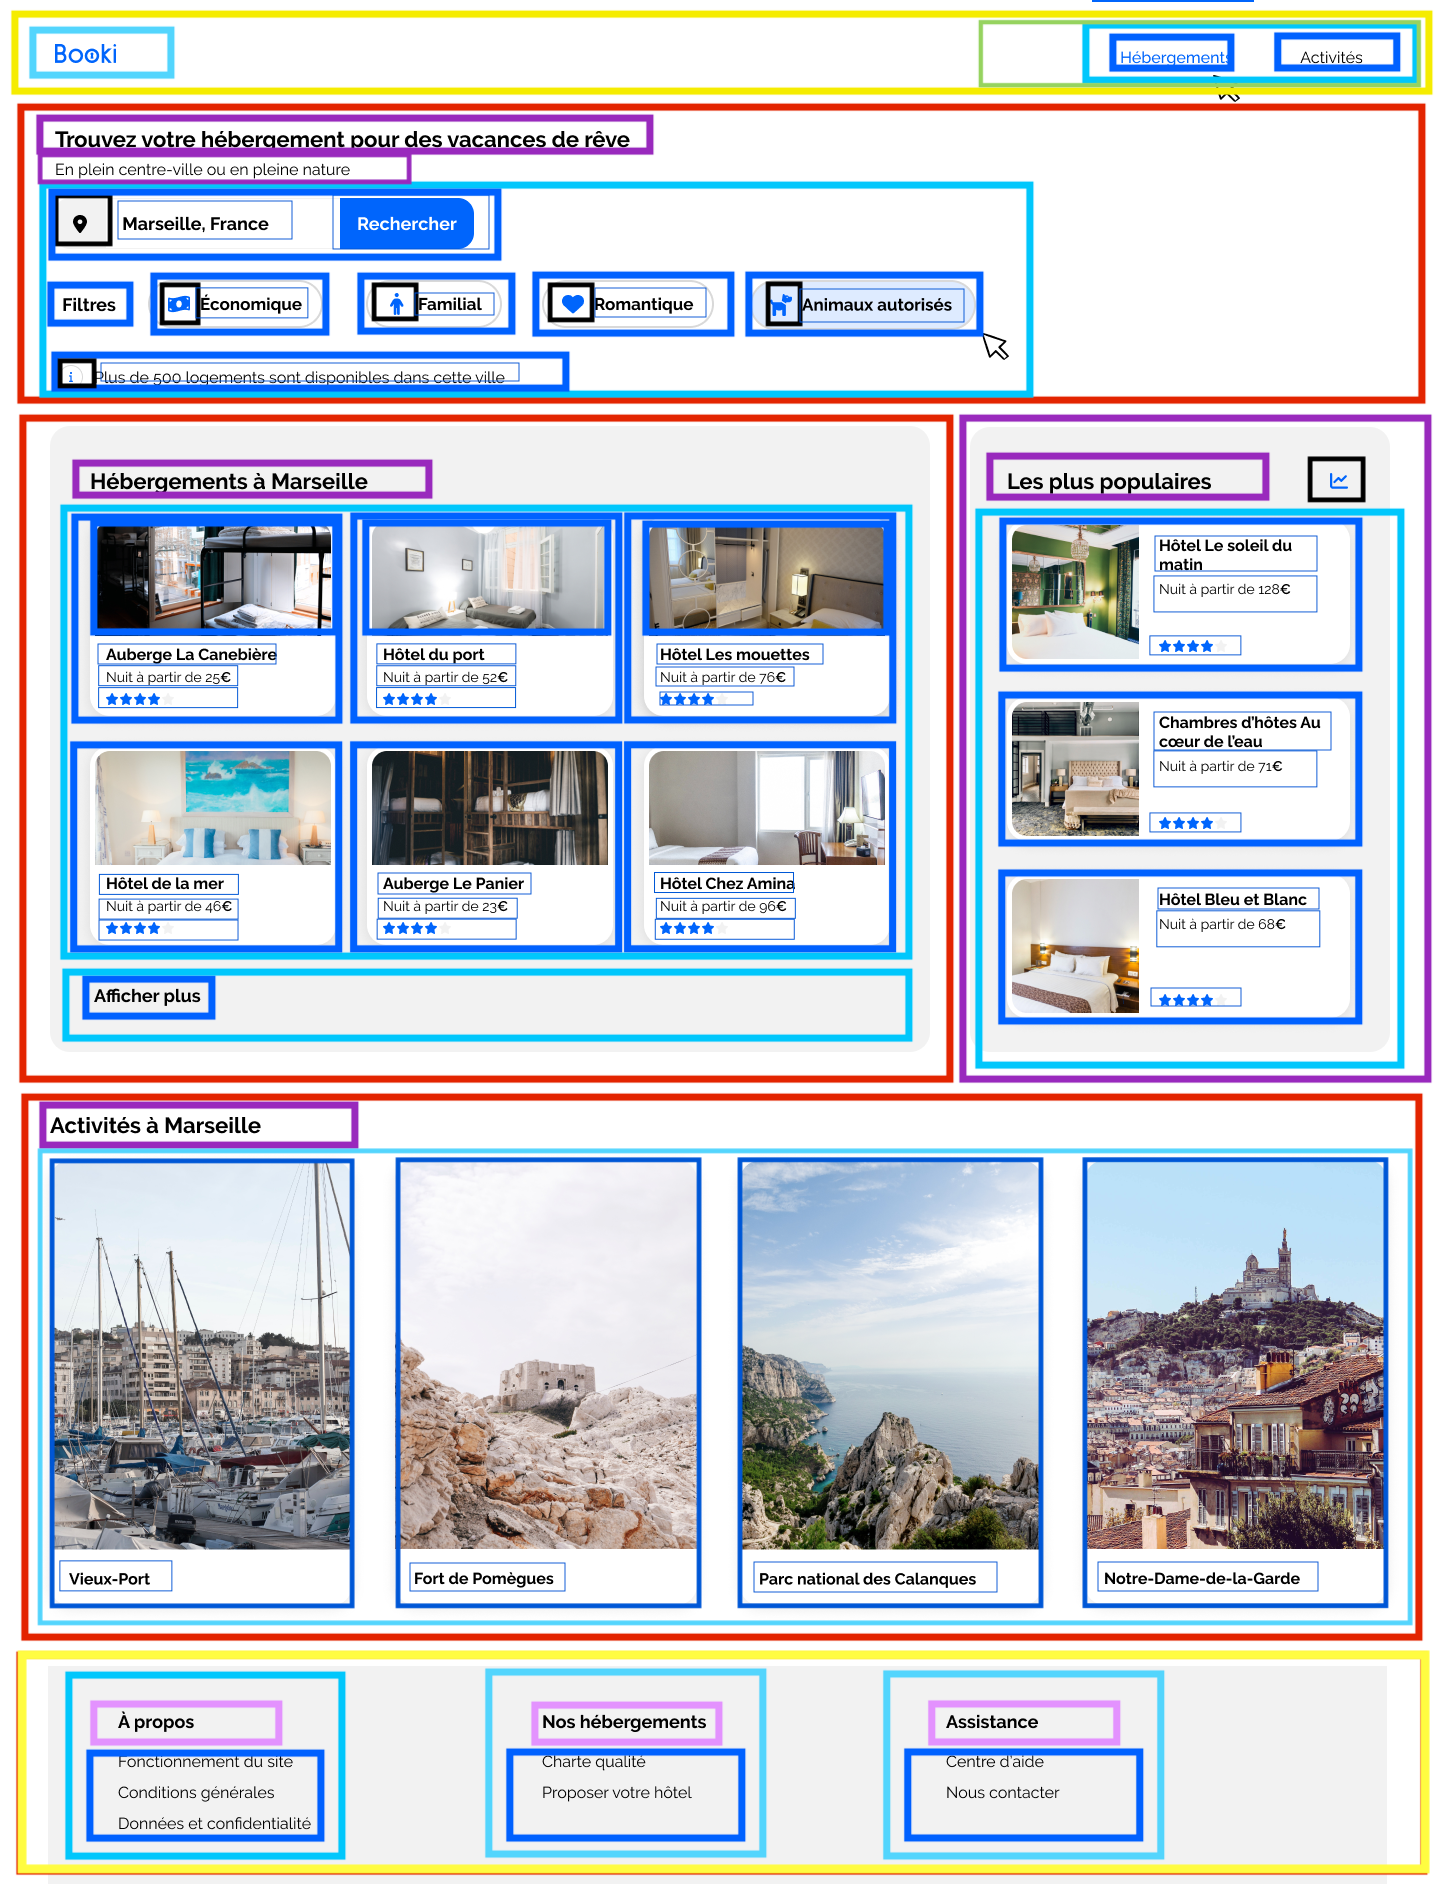 Booki
Hébergements
Activités
Trouvez votre hébergement pour des vacances de rêve
En plein centre-ville ou en pleine nature
Marseille, France
Rechercher
Filtres
Économique
Familial
Romantique
Animaux autorisés
Plus de 500 logements sont disponibles dans cette ville
Hébergements à Marseille
Auberge La Canebière
Nuit à partir de 25€
Hôtel du port
Nuit à partir de 52€
Hôtel Les mouettes
Nuit à partir de 76€
Hôtel de la mer
Nuit à partir de 46€
Auberge Le Panier
Nuit à partir de 23€
Hôtel Chez Amina
Nuit à partir de 96€
Afficher plus
Les plus populaires
Hôtel Le soleil du
matin
Nuit à partir de 128€
Chambres d'hôtes Au
cœur de l'eau
Nuit à partir de 71€
Hôtel Bleu et Blanc
Nuit à partir de 68€
Activités à Marseille
Vieux-Port
Fort de Pomègues
Parc national des Calanques
Notre-Dame-de-la-Garde
À propos
Fonctionnement du site
Conditions générales
Données et confidentialité
Nos hébergements
Charte qualité
Proposer votre hôtel
Assistance
Centre d'aide
Nous contacter